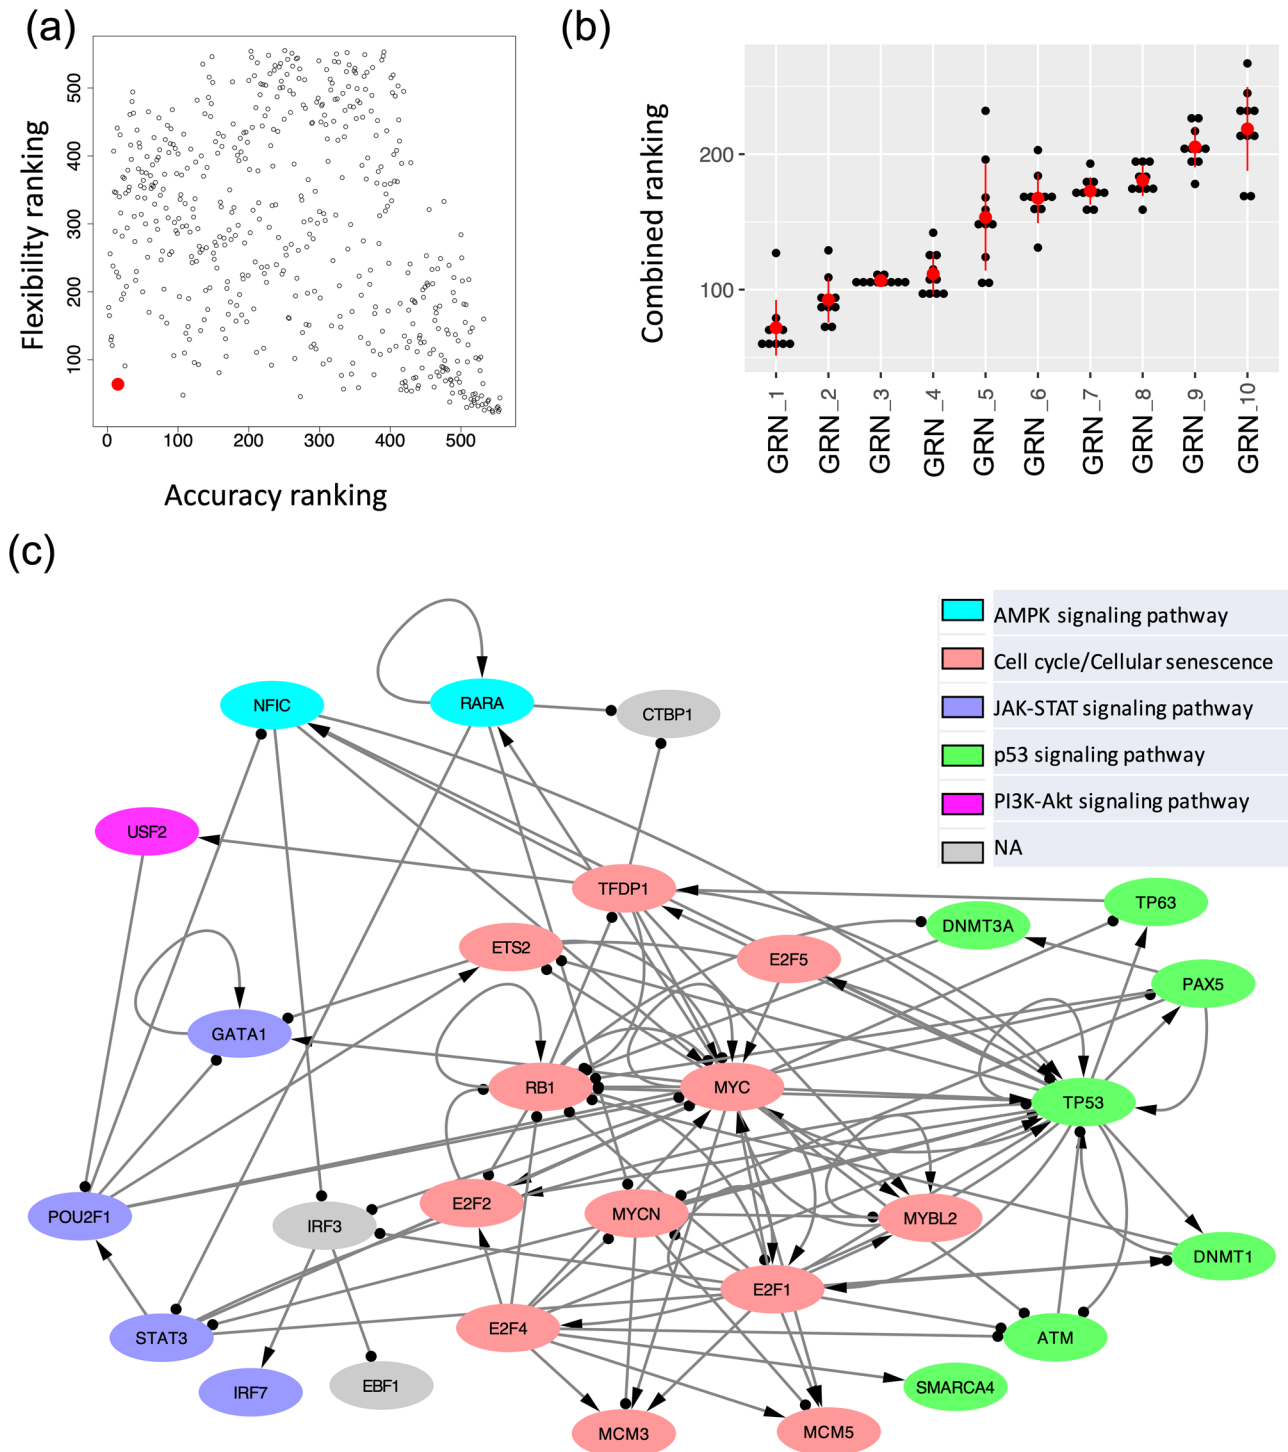 (a)
Flexibility ranking
500
400
300
200
100
0 100 200 300 400 500
Accuracy ranking
(b)
Combined ranking
200
100
GRN_1
GRN_2
GRN_3
GRN_4
GRN_5
GRN_6
GRN_7
GRN_8
GRN_9
GRN_10
(c)
AMPK signaling pathway
Cell cycle/Cellular senescence
JAK-STAT signaling pathway
p53 signaling pathway
PI3K-Akt signaling pathway
NA
NFIC
RARA
CTBP1
USF2
TFDP1
TP63
DNMT3A
ETS2
E2F5
PAX5
GATA1
RB1
MYC
TP53
POU2F1
IRF3
E2F2
MYCN
MYBL2
DNMT1
E2F1
STAT3
E2F4
ATM
IRF7
EBF1
SMARCA4
MCM3
MCM5